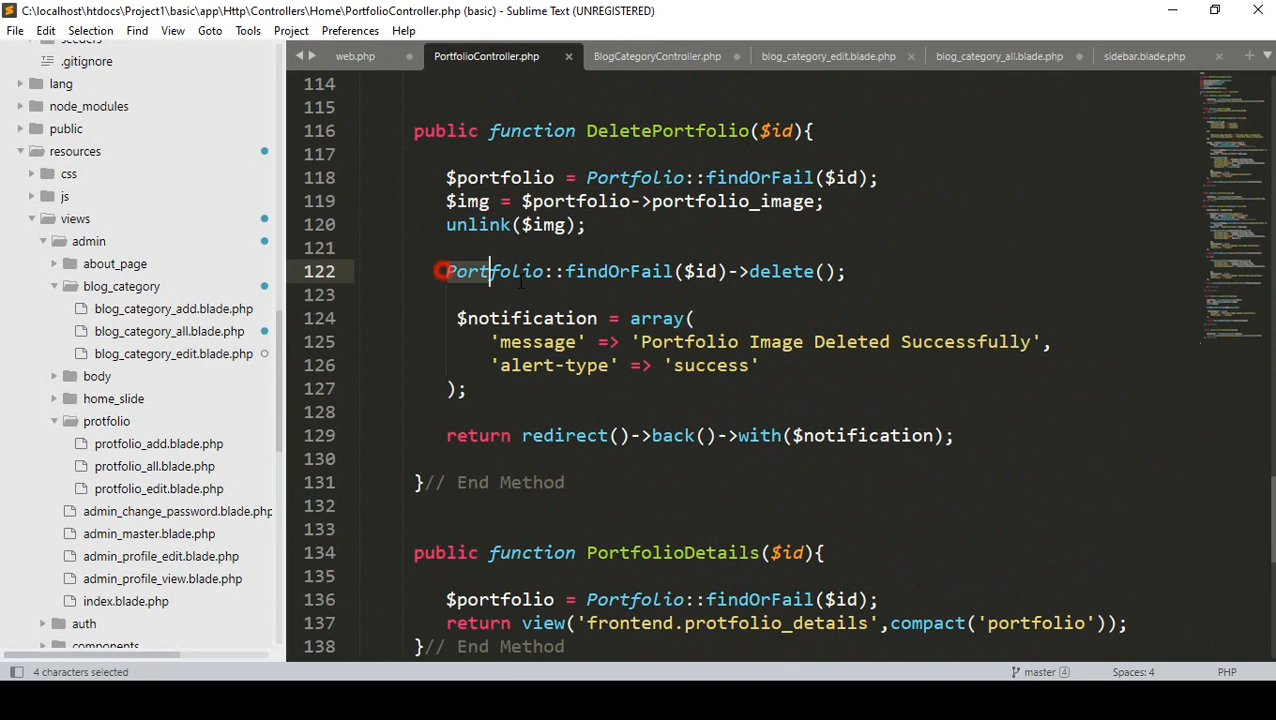 C:\localhost\htdocs\Project1\basic\app\Http\Controllers\Home\PortfolioController.php (basic) - Sublime Text (UNREGISTERED)
File Edit Selection Find View Goto Tools Project Preferences Help
.gitignore
lang
node_modules
public
resources
css
js
views
admin
about_page
blog_category
blog_category_add.blade.php
blog_category_all.blade.php
blog_category_edit.blade.php
body
home_slide
protfolio
protfolio_add.blade.php
protfolio_all.blade.php
protfolio_edit.blade.php
admin_change_password.blade.php
admin_master.blade.php
admin_profile_edit.blade.php
admin_profile_view.blade.php
index.blade.php
auth
web.php PortfolioController.php BlogCategoryController.php blog_category_edit.blade.php blog_category_all.blade.php sidebar.blade.php
114
115
116 public function DeletePortfolio($id){
117
118 $portfolio = Portfolio::findOrFail($id);
119 $img = $portfolio->portfolio_image;
120 unlink($img);
121
122 Portfolio::findOrFail($id)->delete();
123
124 $notification = array(
125 'message' => 'Portfolio Image Deleted Successfully',
126 'alert-type' => 'success'
127 );
128
129 return redirect()->back()->with($notification);
130
131 }// End Method
132
133
134 public function PortfolioDetails($id){
135
136 $portfolio = Portfolio::findOrFail($id);
137 return view('frontend.protfolio_details',compact('portfolio'));
138 }// End Method
4 characters selected master 4 Spaces: 4 PHP